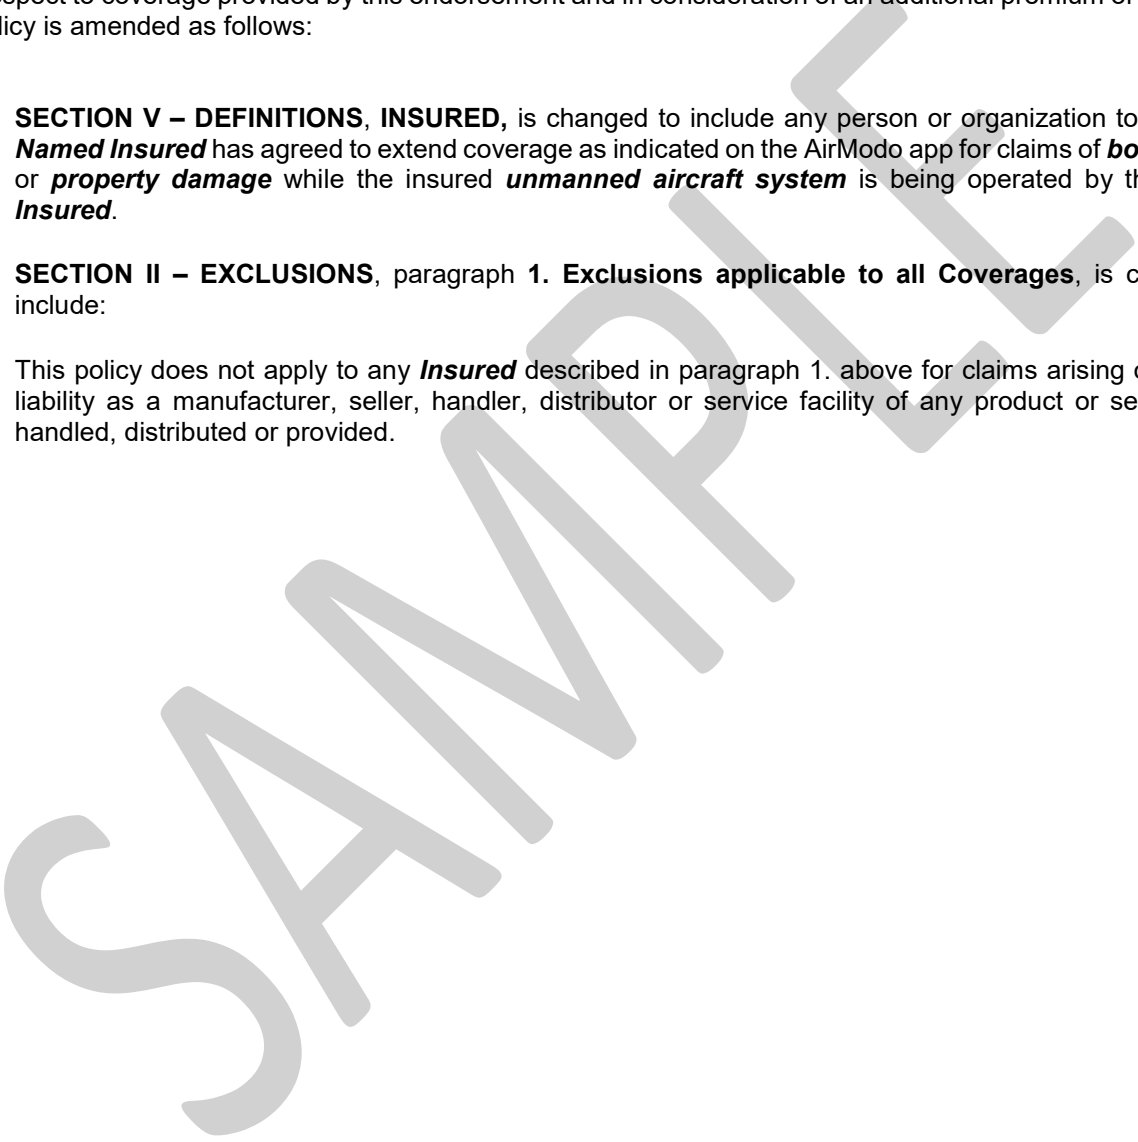 spect to coverage provided by this endorsement and in consideration of an additional premium of
licy is amended as follows:
SECTION V – DEFINITIONS, INSURED, is changed to include any person or organization to
Named Insured has agreed to extend coverage as indicated on the AirModo app for claims of bo
or property damage while the insured unmanned aircraft system is being operated by th
Insured.
SECTION II – EXCLUSIONS, paragraph 1. Exclusions applicable to all Coverages, is c
include:
This policy does not apply to any Insured described in paragraph 1. above for claims arising o
liability as a manufacturer, seller, handler, distributor or service facility of any product or se
handled, distributed or provided.
SAMPLE